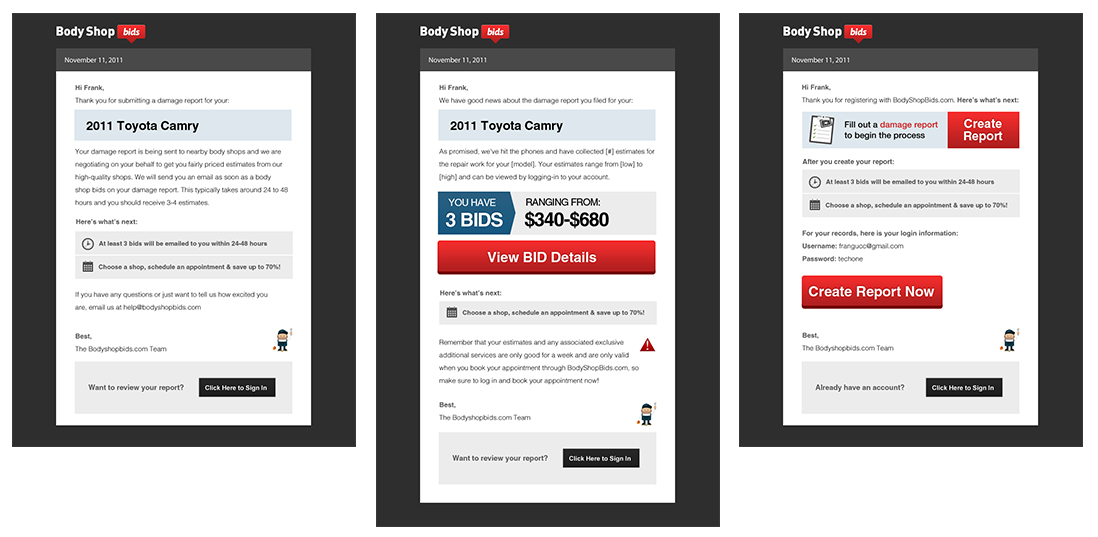 Body Shop bids
November 11, 2011
Hi Frank,
Thank you for submitting a damage report for your:
2011 Toyota Camry
Your damage report is being sent to nearby body shops and we are
negotiating on your behalf to get you fairly priced estimates from our
high-quality shops. We will send you an email as soon as a body
shop bids on your damage report. This typically takes around 24 to 48
hours and you should receive 3-4 estimates.
Here's what's next:
At least 3 bids will be emailed to you within 24-48 hours
Choose a shop, schedule an appointment & save up to 70%!
If you have any questions or just want to tell us how excited you
are, email us at help@bodyshopbids.com
Best,
The Bodyshopbids.com Team
Want to review your report?
Click Here to Sign In
Body Shop bids
November 11, 2011
Hi Frank,
We have good news about the damage report you filed for your:
2011 Toyota Camry
As promised, we've hit the phones and have collected [#] estimates for
the repair work for your [model]. Your estimates range from [low] to
[high] and can be viewed by logging-in to your account.
YOU HAVE
3 BIDS
RANGING FROM:
$340-$680
View BID Details
Here's what's next:
Choose a shop, schedule an appointment & save up to 70%!
Remember that your estimates and any associated exclusive
additional services are only good for a week and are only valid
when you book your appointment through BodyShopBids.com, so
make sure to log in and book your appointment now!
Best,
The Bodyshopbids.com Team
Want to review your report?
Click Here to Sign In
Body Shop bids
November 11, 2011
Hi Frank,
Thank you for registering with BodyShopBids.com. Here's what's next:
Fill out a damage report
to begin the process
Create
Report
After you create your report:
At least 3 bids will be emailed to you within 24-48 hours
Choose a shop, schedule an appointment & save up to 70%!
For your records, here is your login information:
Username: frangucc@gmail.com
Password: techone
Create Report Now
Best,
The Bodyshopbids.com Team
Already have an account?
Click Here to Sign In